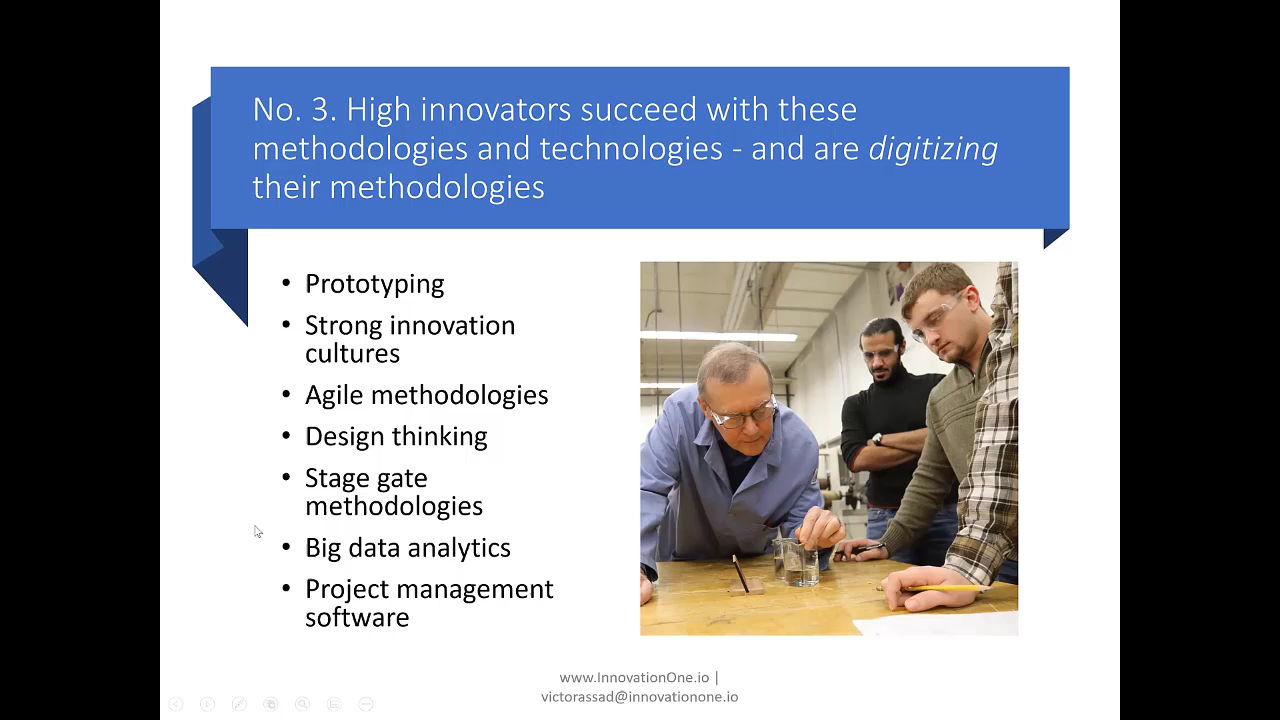 No. 3. High innovators succeed with these
methodologies and technologies - and are digitizing
their methodologies
• Prototyping
• Strong innovation
cultures
• Agile methodologies
• Design thinking
• Stage gate
methodologies
• Big data analytics
• Project management
software
www.InnovationOne.io |
victorassad@innovationone.io